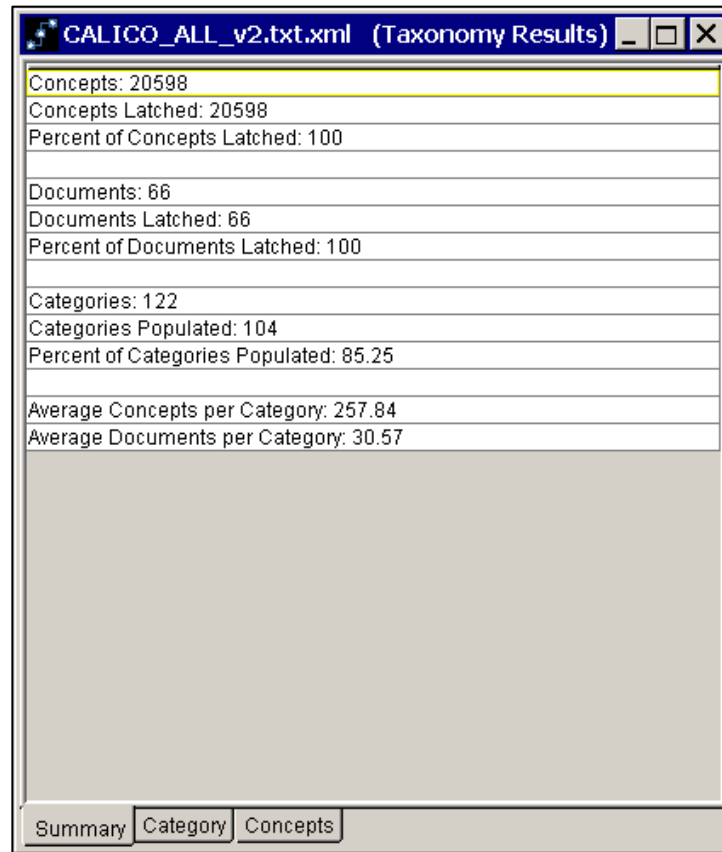 CALICO_ALL_v2.txt.xml (Taxonomy Results)
Concepts: 20598
Concepts Latched: 20598
Percent of Concepts Latched: 100
Documents: 66
Documents Latched: 66
Percent of Documents Latched: 100
Categories: 122
Categories Populated: 104
Percent of Categories Populated: 85.25
Average Concepts per Category: 257.84
Average Documents per Category: 30.57
Summary Category Concepts